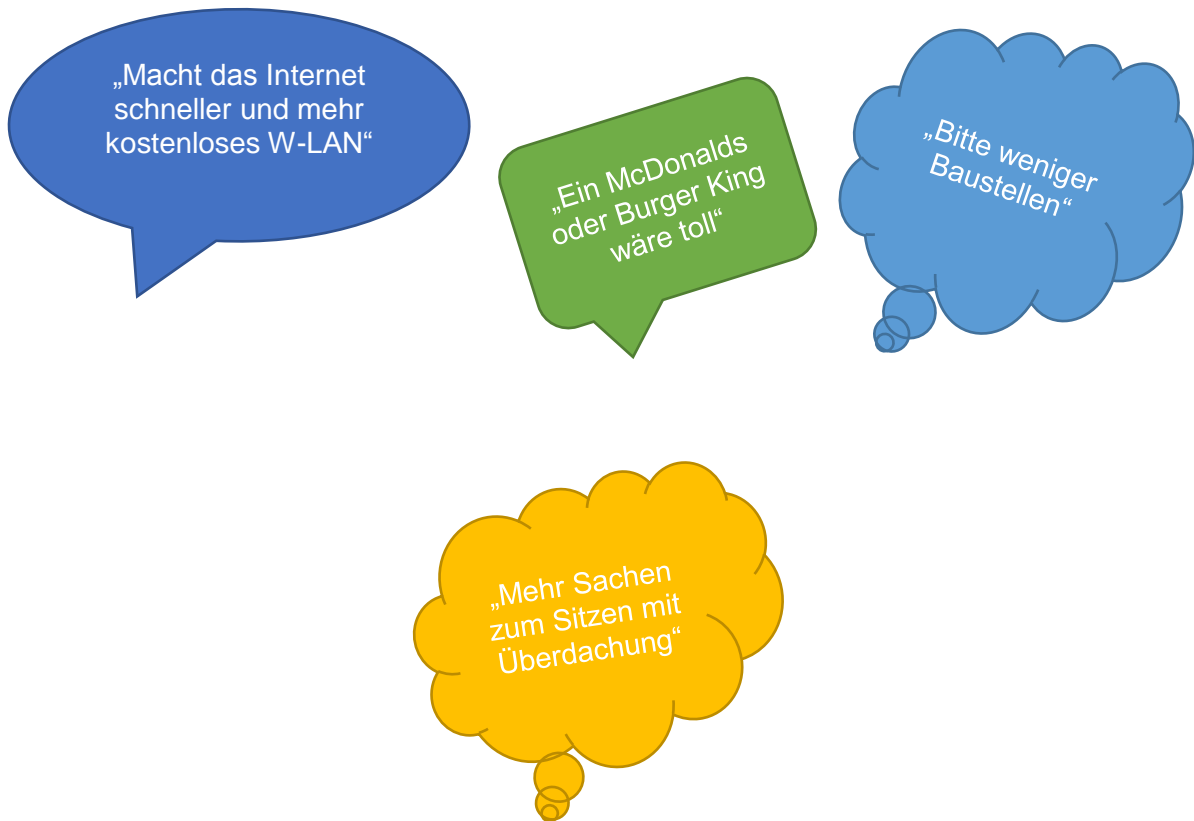 „Macht das Internet
schneller und mehr
kostenloses W-LAN“
„Ein McDonalds
oder Burger King
wäre toll“
„Bitte weniger
Baustellen“
„Mehr Sachen
zum Sitzen mit
Überdachung“